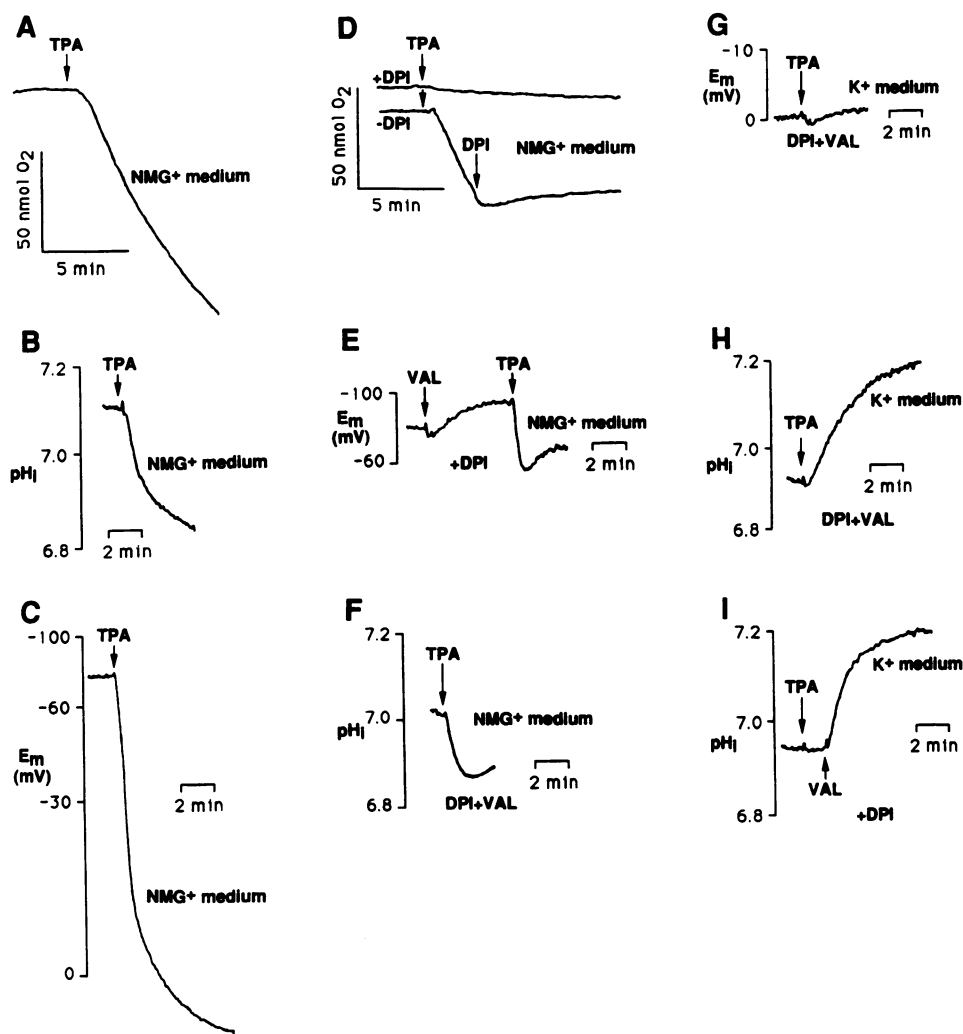 A
TPA
NMG+ medium
50 nmol O2
5 min
B
7.2
TPA
7.0
pHI
NMG+ medium
6.8
2 min
C
-100
TPA
-60
Em
(mV)
-30
2 min
NMG+ medium
0
D
TPA
+DPI
-DPI
DPI
50 nmol O2
NMG+ medium
5 min
E
VAL
TPA
-100
Em
(mV)
NMG+ medium
-60
+DPI
2 min
F
7.2
TPA
7.0
pHI
NMG+ medium
2 min
6.8
DPI+VAL
G
-10
Em
(mV)
TPA
K+ medium
0
DPI+VAL
2 min
H
7.2
K+ medium
TPA
7.0
pHI
2 min
6.8
DPI+VAL
I
7.2
K+ medium
TPA
7.0
pHI
2 min
VAL
6.8
+DPI